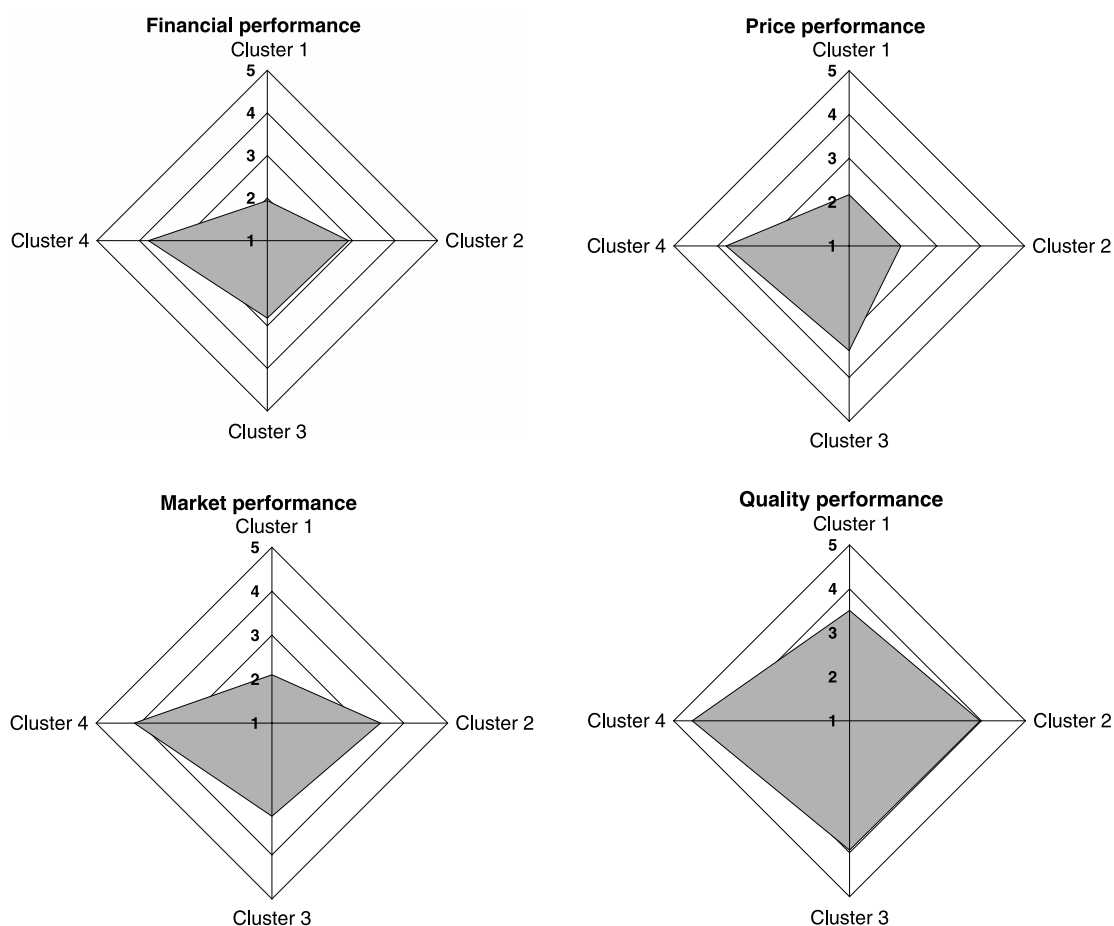 Financial performance
Cluster 1
5
4
3
2
1
Cluster 4
Cluster 2
Cluster 3
Price performance
Cluster 1
5
4
3
2
1
Cluster 4
Cluster 2
Cluster 3
Market performance
Cluster 1
5
4
3
2
1
Cluster 4
Cluster 2
Cluster 3
Quality performance
Cluster 1
5
4
3
2
1
Cluster 4
Cluster 2
Cluster 3